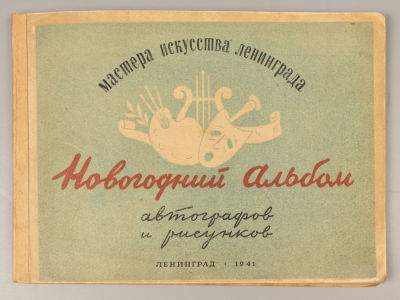 мастера искусства ленинграда
Новогодний Альбом
автографов
и рисунков
ЛЕНИНГРАД • 1941